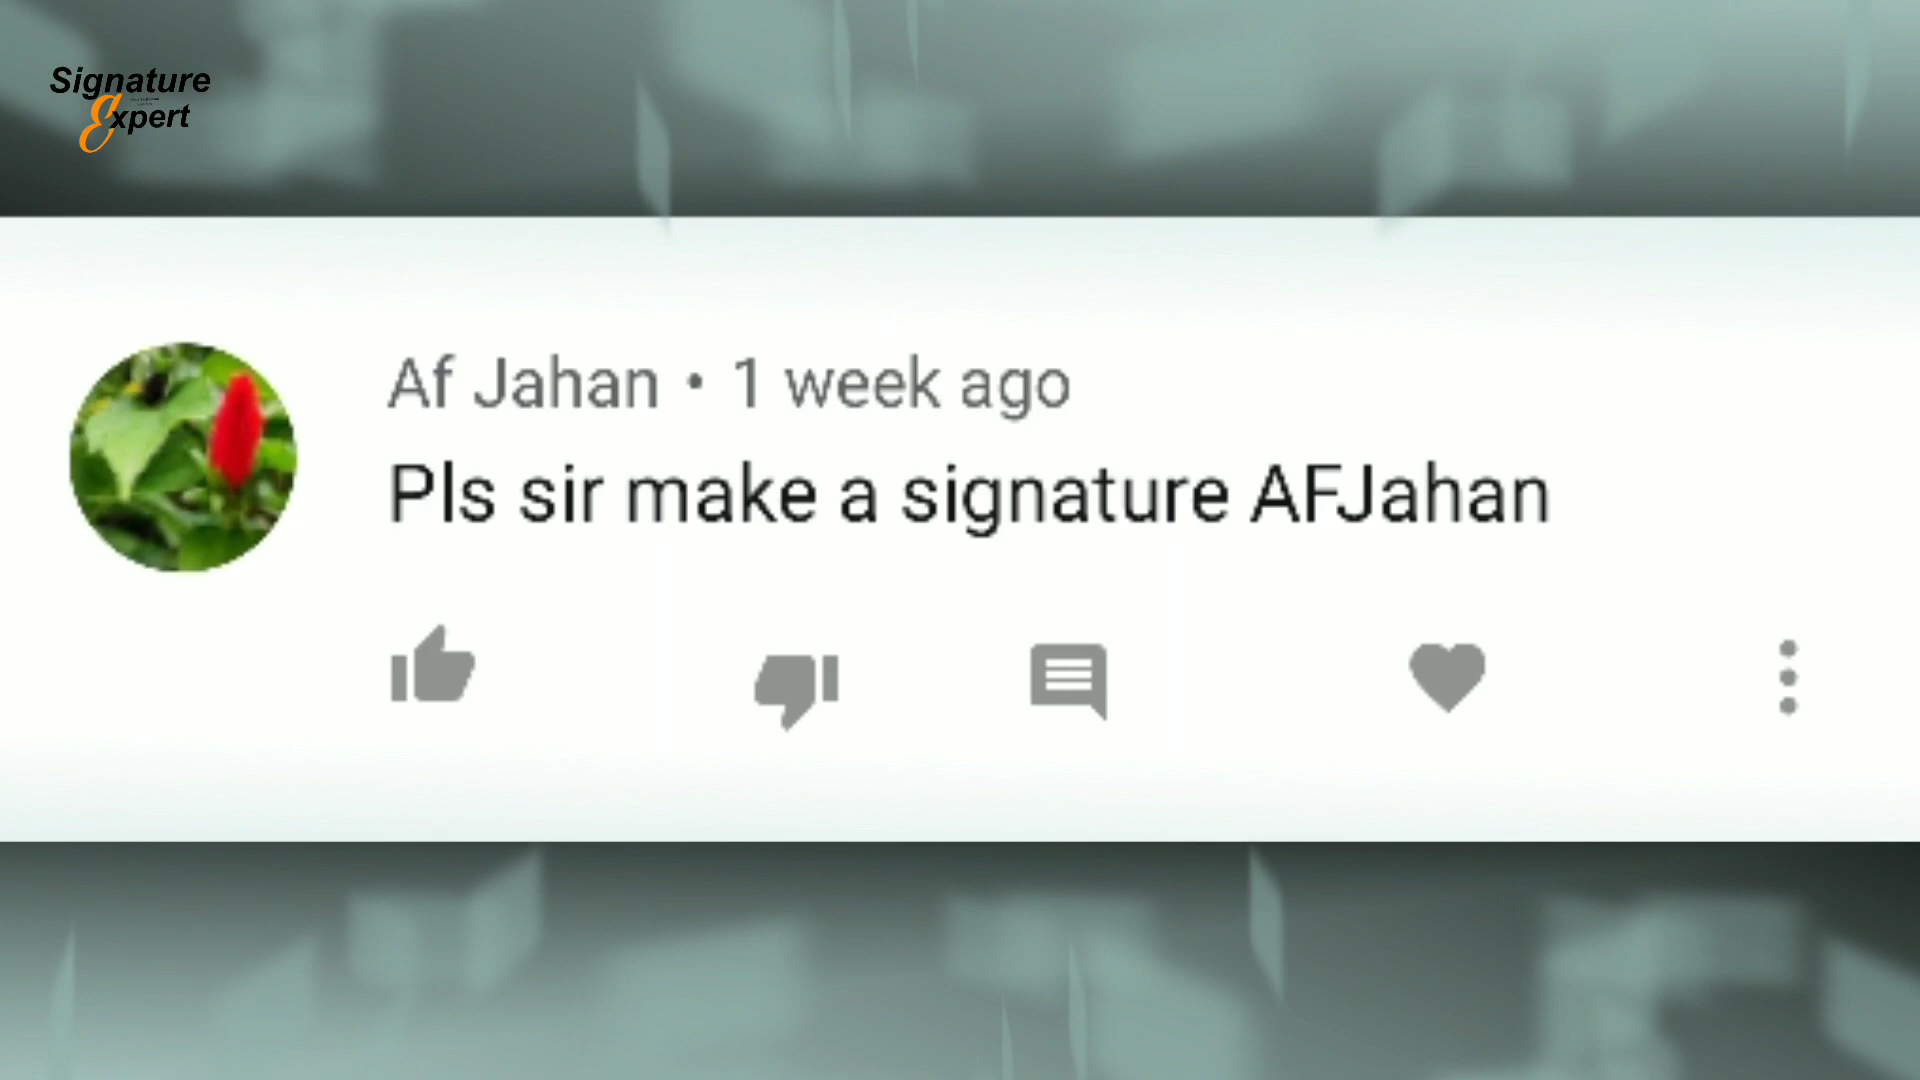 Signature
Expert
Af Jahan • 1 week ago
Pls sir make a signature AFJahan